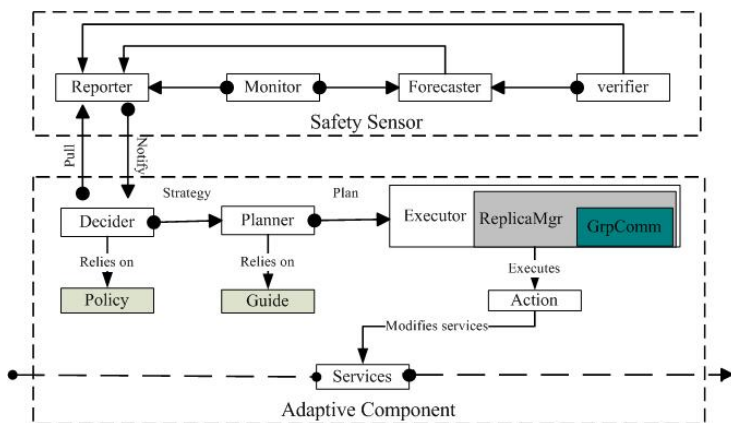 Reporter
Monitor
Forecaster
verifier
Safety Sensor
Pull
Notify
Strategy
Plan
Decider
Planner
Executor
ReplicaMgr
GrpComm
Relies on
Relies on
Executes
Policy
Guide
Action
Modifies services
Services
Adaptive Component